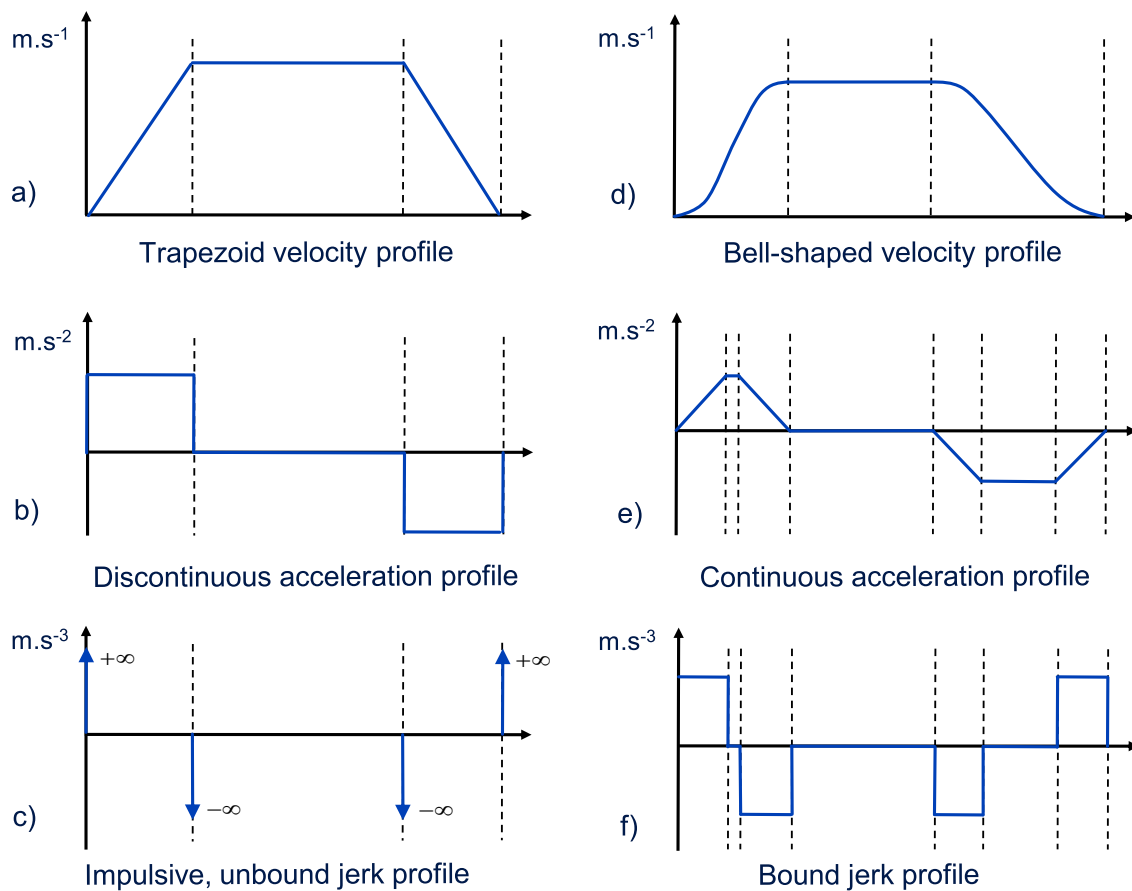 m.s⁻¹
a)
Trapezoid velocity profile
m.s⁻¹
d)
Bell-shaped velocity profile
m.s⁻²
b)
Discontinuous acceleration profile
m.s⁻²
e)
Continuous acceleration profile
m.s⁻³
+∞
+∞
−∞
−∞
c)
Impulsive, unbound jerk profile
m.s⁻³
f)
Bound jerk profile